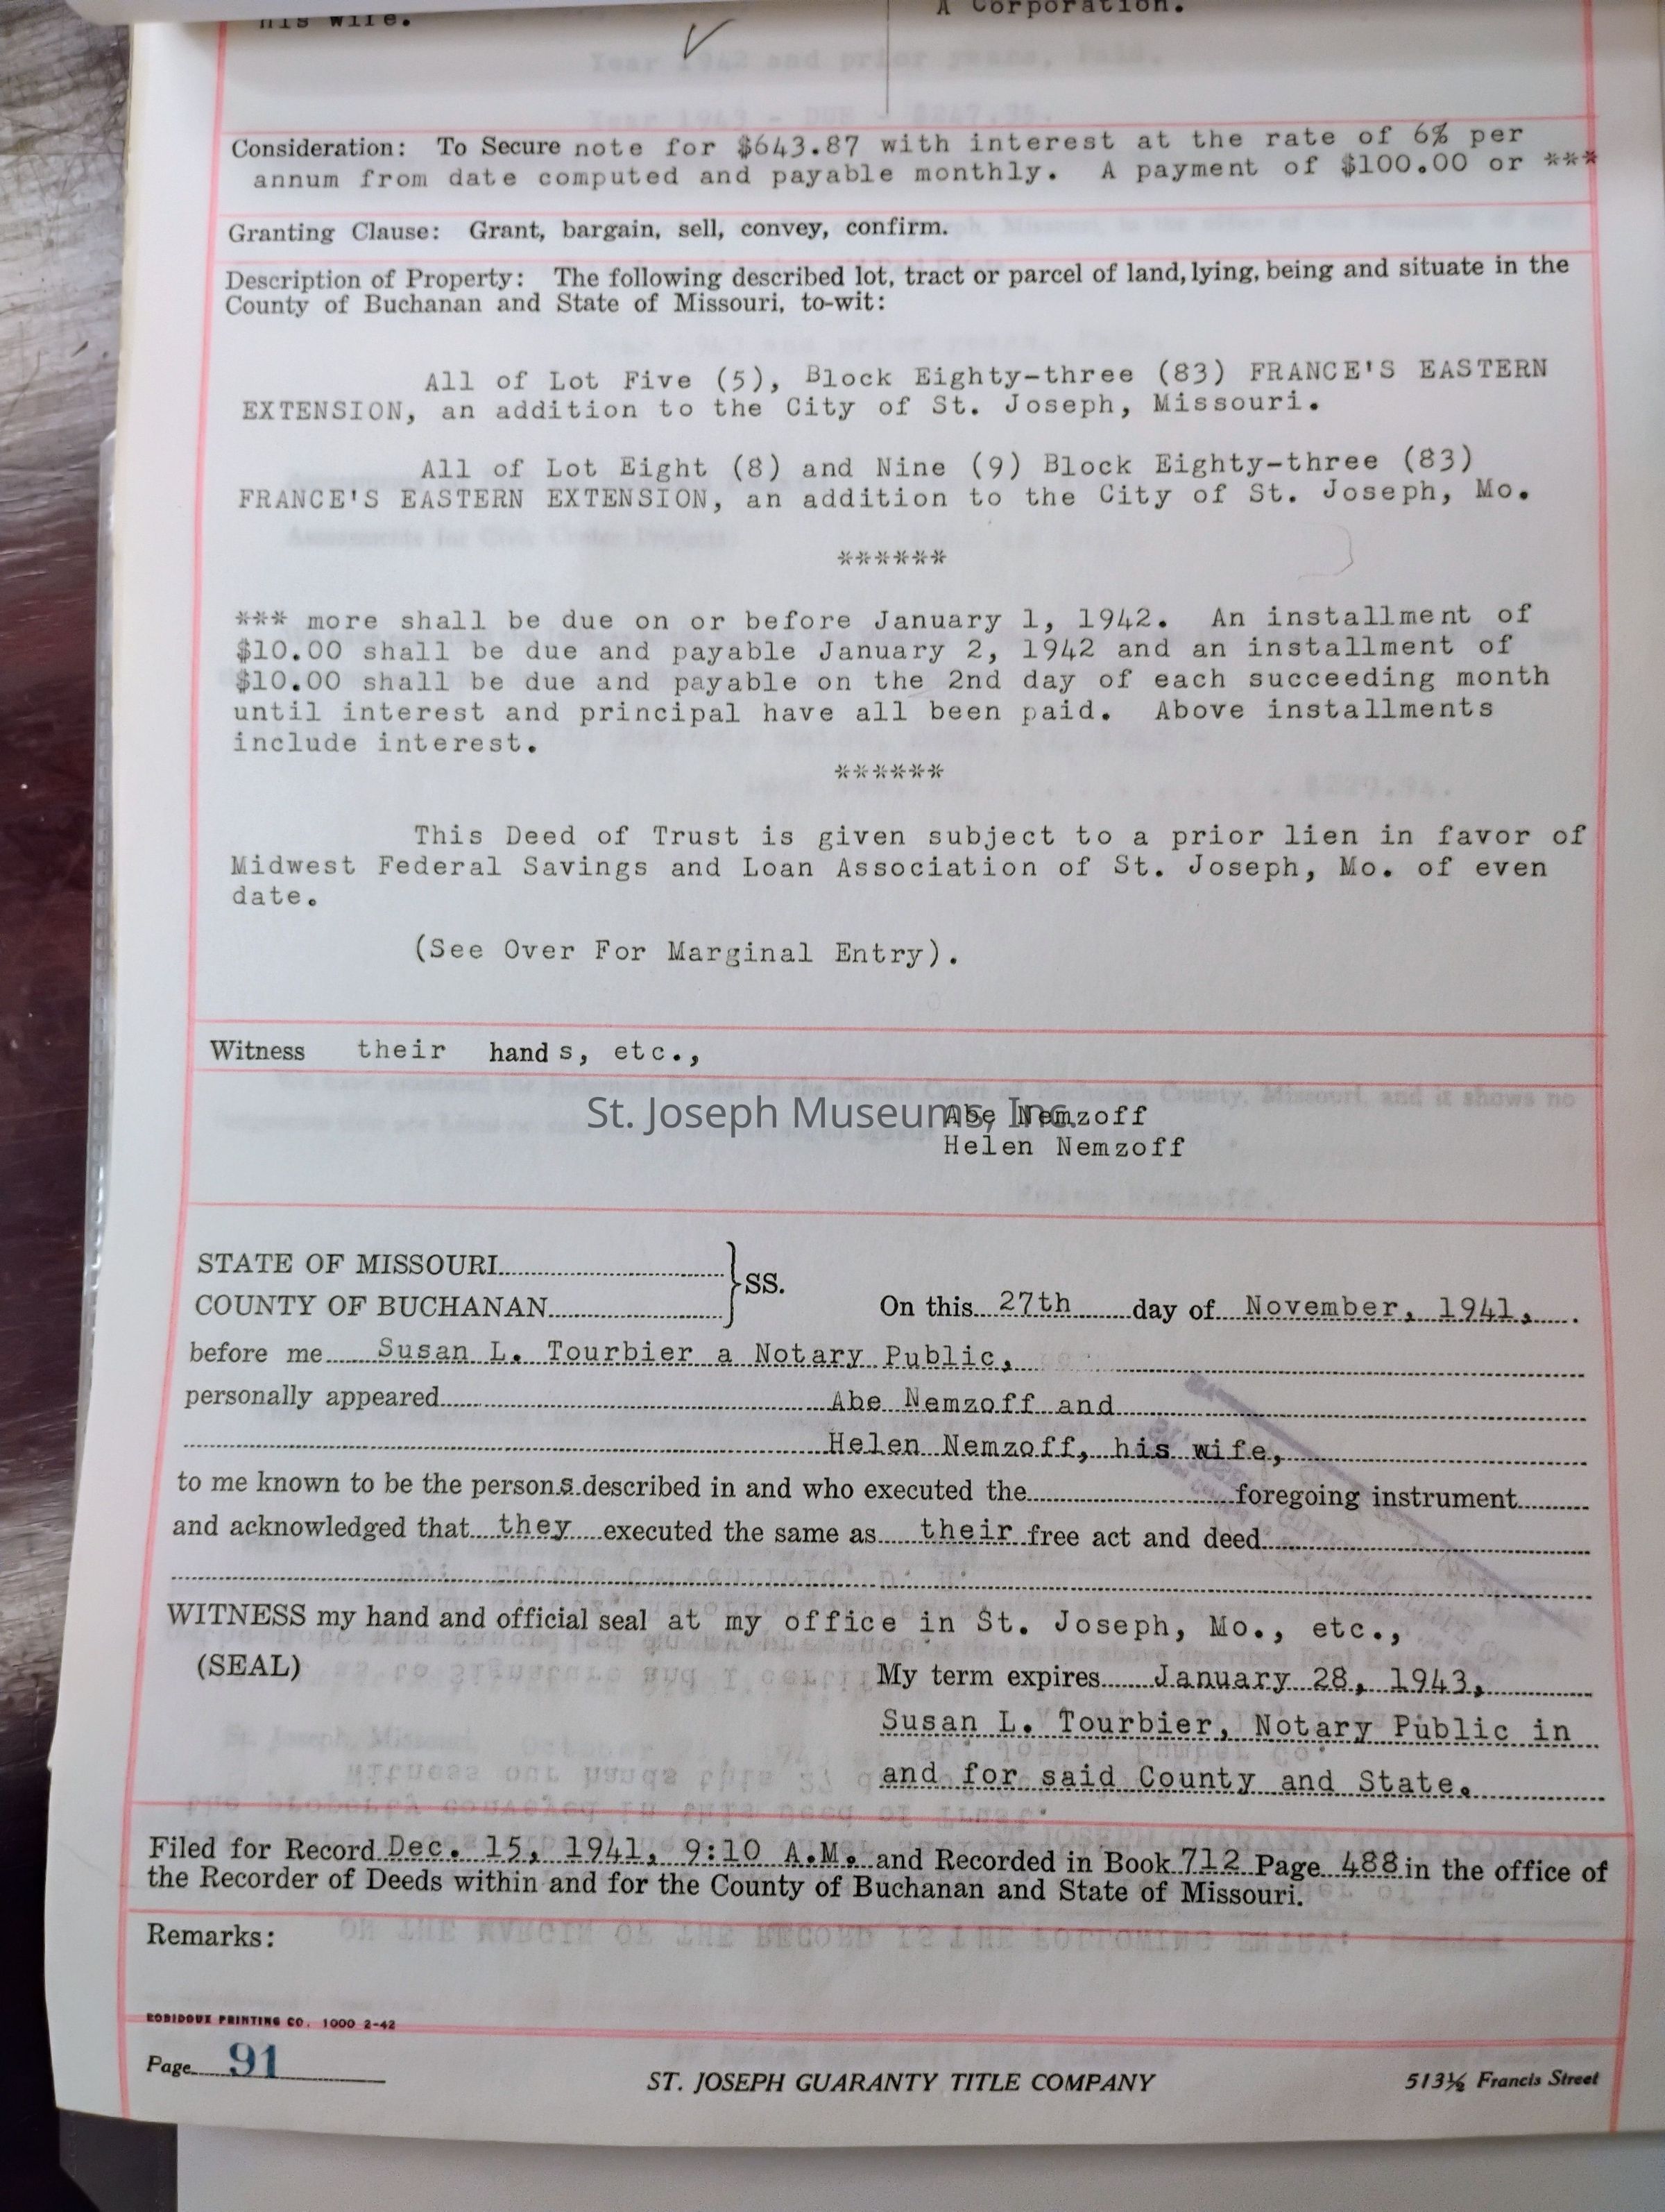 his wife.
A Corporation.
Consideration: To Secure note for $643.87 with interest at the rate of 6% per
annum from date computed and payable monthly. A payment of $100.00 or ***
Granting Clause: Grant, bargain, sell, convey, confirm.
Description of Property: The following described lot, tract or parcel of land, lying, being and situate in the
County of Buchanan and State of Missouri, to-wit:
All of Lot Five (5), Block Eighty-three (83) FRANCE'S EASTERN
EXTENSION, an addition to the City of St. Joseph, Missouri.
All of Lot Eight (8) and Nine (9) Block Eighty-three (83)
FRANCE'S EASTERN EXTENSION, an addition to the City of St. Joseph, Mo.
******
*** more shall be due on or before January 1, 1942. An installment of
$10.00 shall be due and payable January 2, 1942 and an installment of
$10.00 shall be due and payable on the 2nd day of each succeeding month
until interest and principal have all been paid. Above installments
include interest.
******
This Deed of Trust is given subject to a prior lien in favor of
Midwest Federal Savings and Loan Association of St. Joseph, Mo. of even
date.
(See Over For Marginal Entry).
Witness their hands, etc.,
St. Joseph Museums, Inc.
Abe Nemzoff
Helen Nemzoff
STATE OF MISSOURI
COUNTY OF BUCHANAN
SS.
On this 27th day of November, 1941,
before me Susan L. Tourbier a Notary Public,
personally appeared Abe Nemzoff and
Helen Nemzoff, his wife,
to me known to be the persons described in and who executed the foregoing instrument
and acknowledged that they executed the same as their free act and deed
WITNESS my hand and official seal at my office in St. Joseph, Mo., etc.,
(SEAL)
My term expires January 28, 1943,
Susan L. Tourbier, Notary Public in
and for said County and State.
Filed for Record Dec. 15, 1941, 9:10 A.M. and Recorded in Book 712 Page 488 in the office of
the Recorder of Deeds within and for the County of Buchanan and State of Missouri.
Remarks:
ROBIDOUX PRINTING CO. 1000 2-42
Page 91
ST. JOSEPH GUARANTY TITLE COMPANY
513½ Francis Street